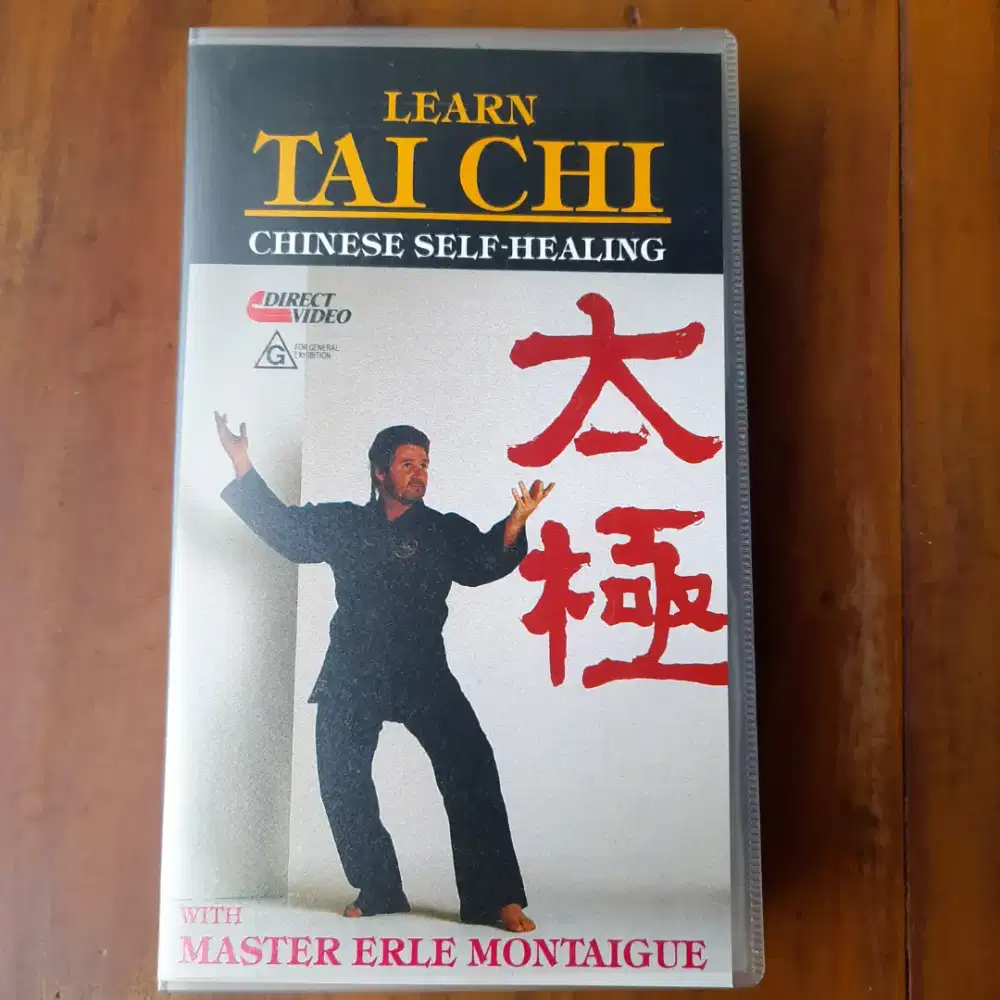 LEARN
TAI CHI
CHINESE SELF-HEALING
DIRECT
VIDEO
G
FOR GENERAL
EXHIBITION
太
極
WITH
MASTER ERLE MONTAIGUE